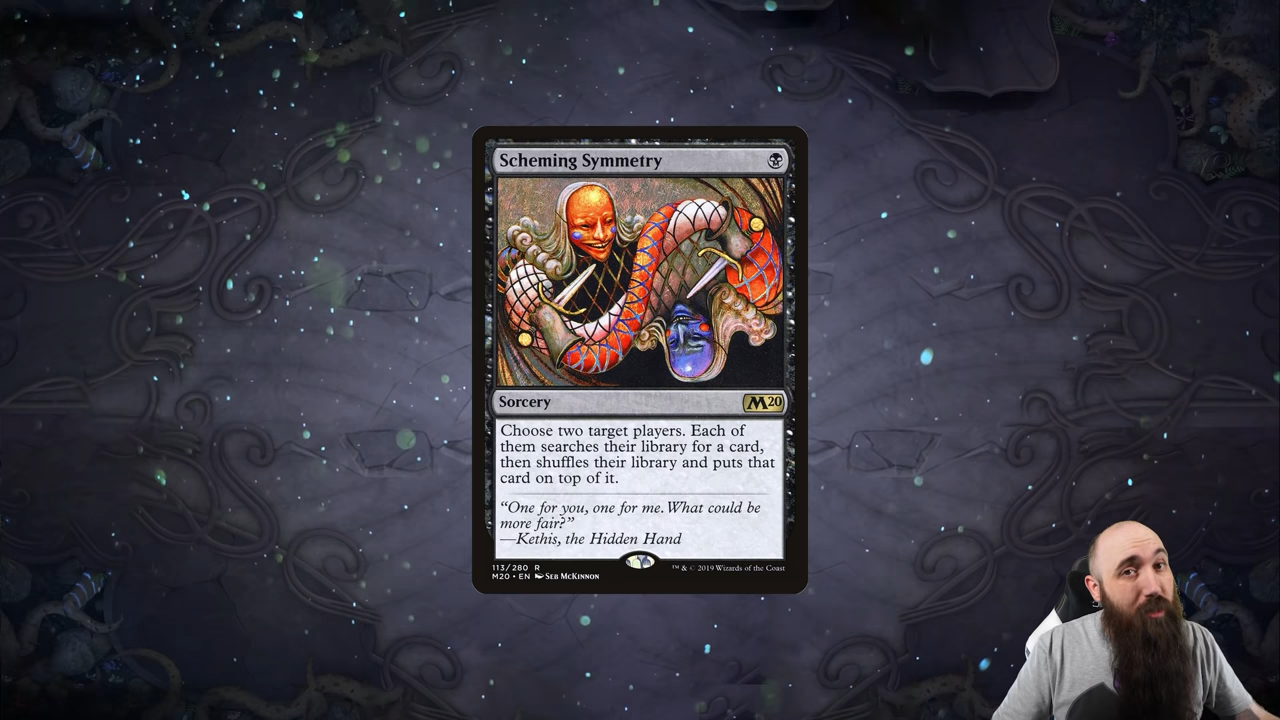 Scheming Symmetry
Sorcery
M20
Choose two target players. Each of
them searches their library for a card,
then shuffles their library and puts that
card on top of it.
“One for you, one for me. What could be
more fair?”
—Kethis, the Hidden Hand
113/280 R
M20 • EN Seb McKinnon
™ & © 2019 Wizards of the Coast